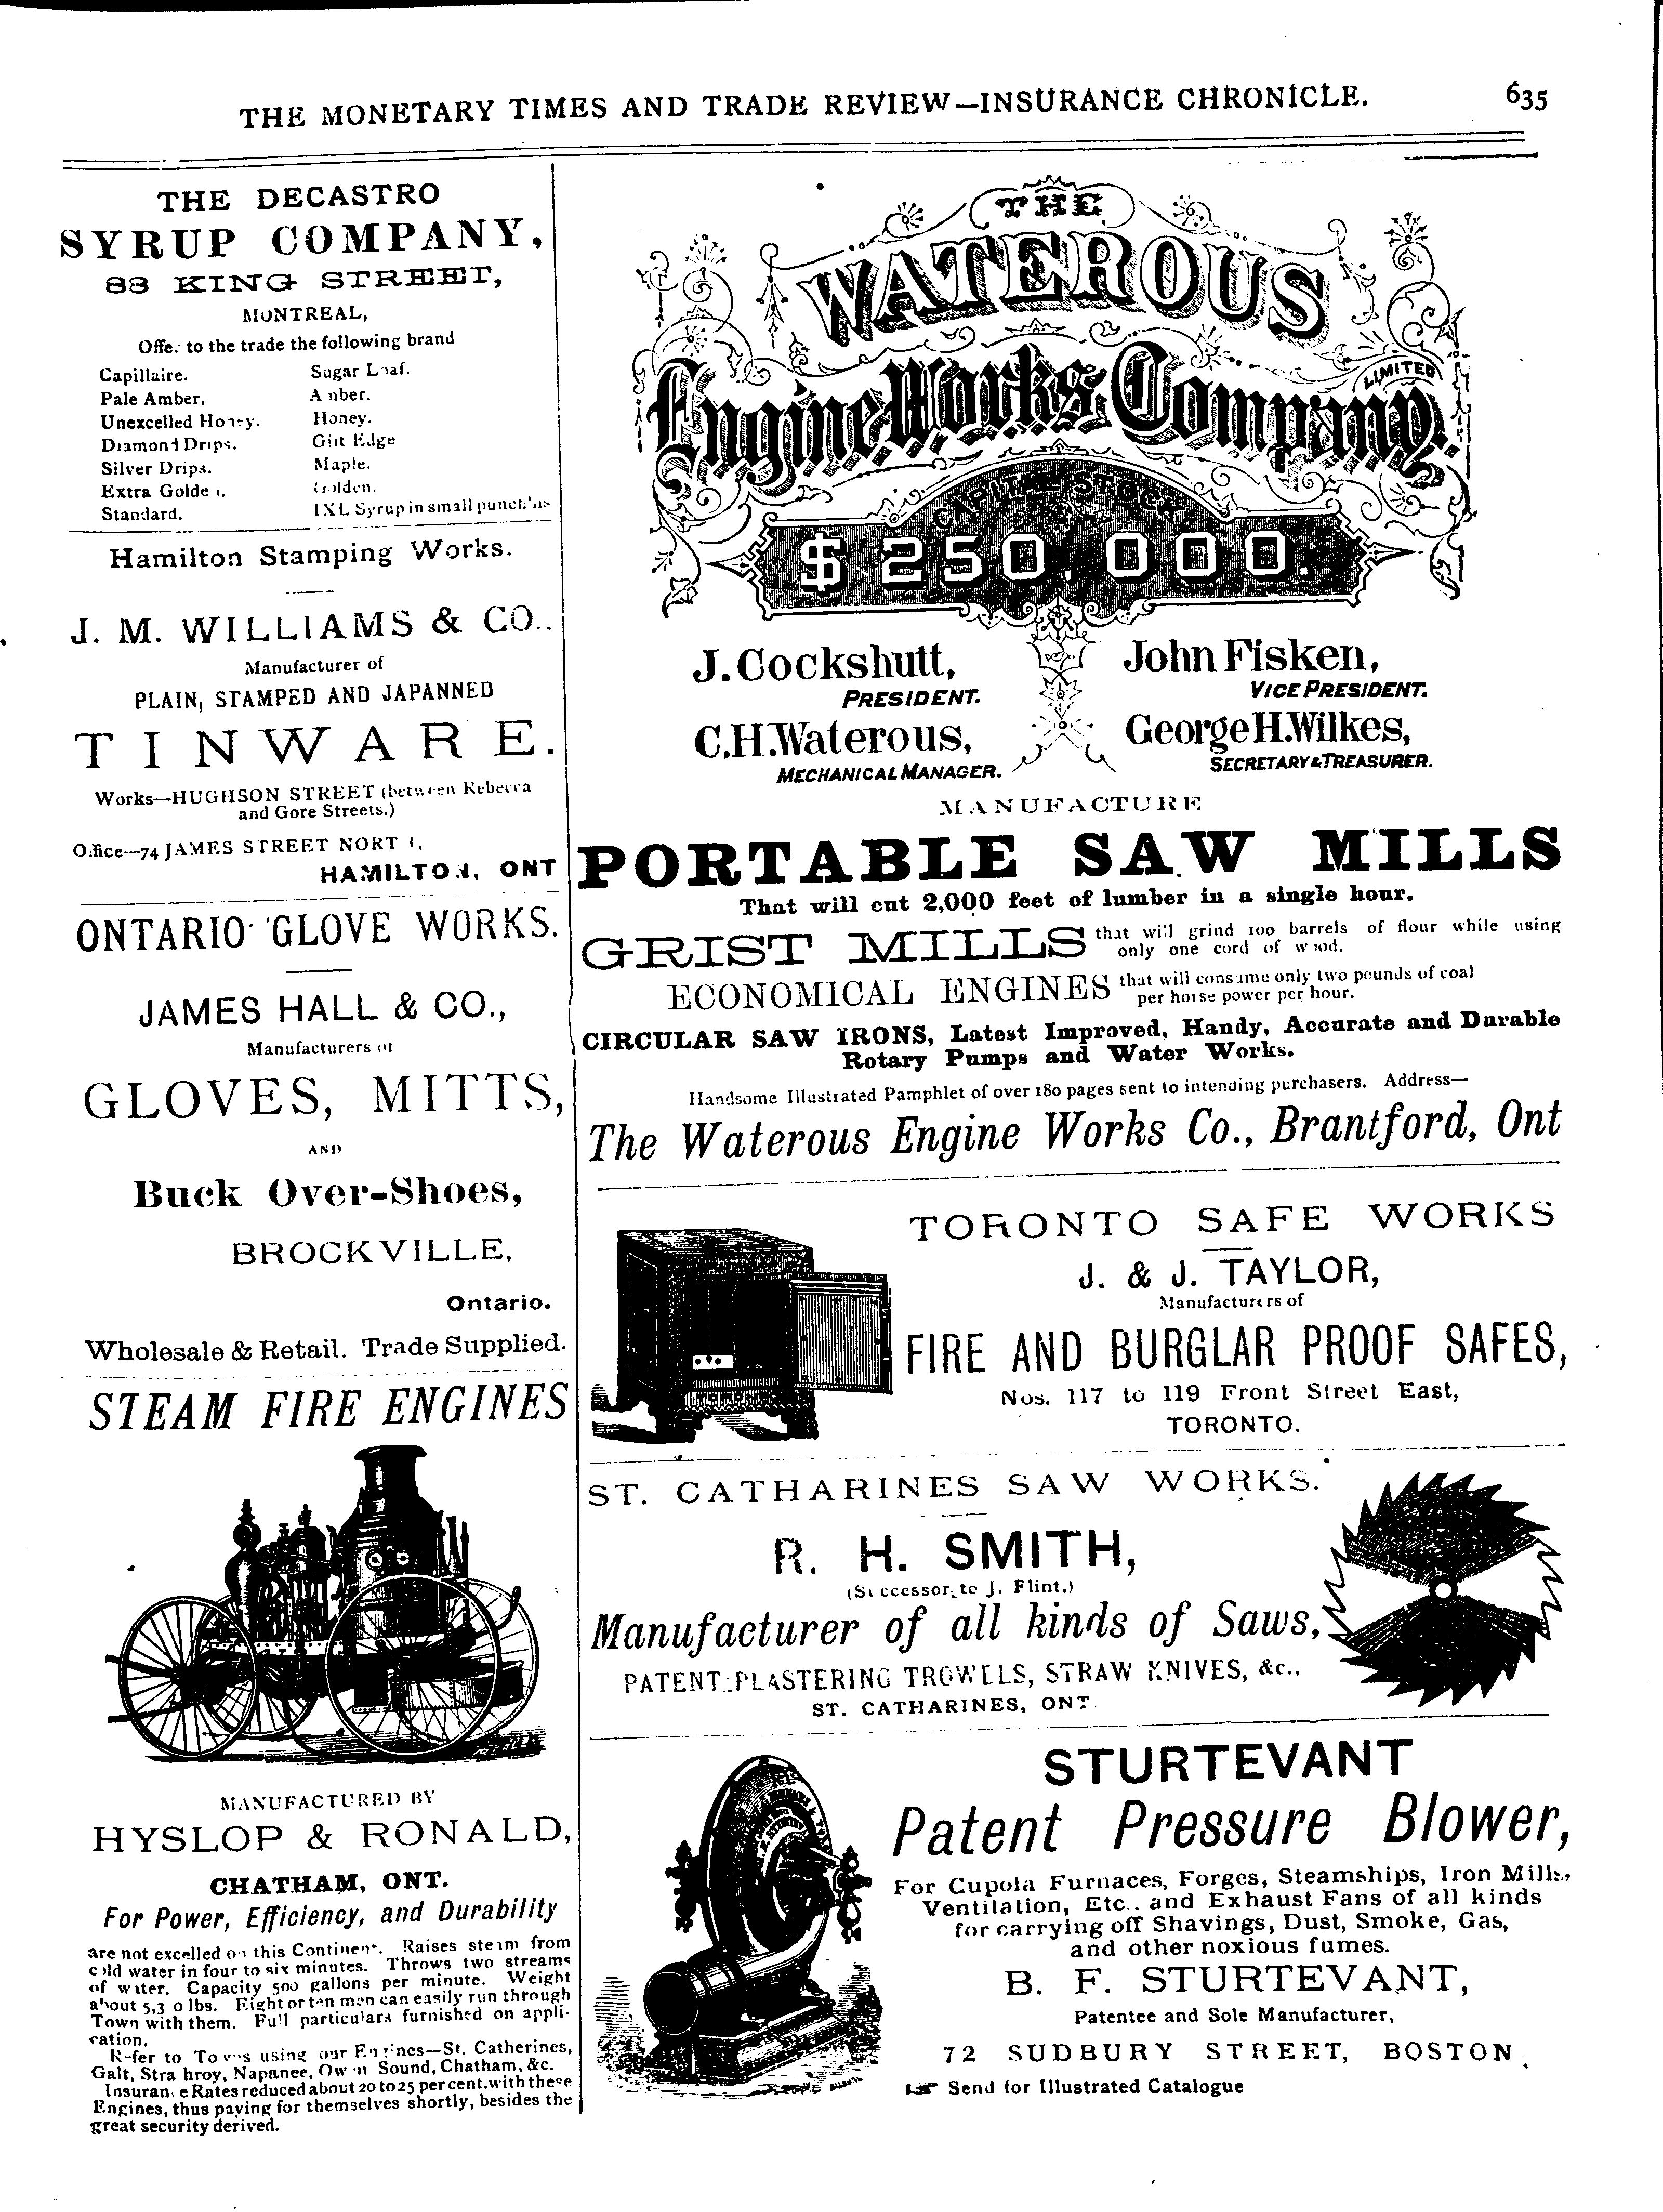 THE MONETARY TIMES AND TRADE REVIEW—INSURANCE CHRONICLE.
635
THE DECASTRO
SYRUP COMPANY,
88 KING STREET,
MONTREAL,
Offe. to the trade the following brand
Capillaire.
Pale Amber.
Unexcelled Honey.
Diamond Drips.
Silver Drips.
Extra Golde.
Standard.
Sugar Loaf.
Amber.
Honey.
Gilt Edge
Maple.
Golden.
IXL Syrup in small
Hamilton Stamping Works.
J. M. WILLIAMS & CO..
Manufacturer of
PLAIN, STAMPED AND JAPANNED
TINWARE.
Works—HUGHSON STREET (between Rebecca
and Gore Streets.)
Office—74 JAMES STREET NORTH,
HAMILTON, ONT
ONTARIO GLOVE WORKS.
JAMES HALL & CO.,
Manufacturers of
GLOVES, MITTS,
AND
Buck Over-Shoes,
BROCKVILLE,
Ontario.
Wholesale & Retail. Trade Supplied.
STEAM FIRE ENGINES
MANUFACTURED BY
HYSLOP & RONALD,
CHATHAM, ONT.
For Power, Efficiency, and Durability
are not excelled on this Continent. Raises steam from
cold water in four to six minutes. Throws two streams
of water. Capacity 500 gallons per minute. Weight
about 5,3 0 lbs. Eight or ten men can easily run through
Town with them. Full particulars furnished on appli-
cation.
Refer to Towns using our Engines—St. Catherines,
Galt, Strathroy, Napanee, Owen Sound, Chatham, &c.
Insurance Rates reduced about 20 to 25 per cent. with these
Engines, thus paying for themselves shortly, besides the
great security derived.
THE
WATEROUS
Engine Works Company.
LIMITED
CAPITAL STOCK
$250,000.
J. Cockshutt,
PRESIDENT.
John Fisken,
VICE PRESIDENT.
C.H. Waterous,
MECHANICAL MANAGER.
George H. Wilkes,
SECRETARY & TREASURER.
MANUFACTURE
PORTABLE SAW MILLS
That will cut 2,000 feet of lumber in a single hour.
GRIST MILLS that will grind 100 barrels of flour while using
only one cord of wood.
ECONOMICAL ENGINES that will consume only two pounds of coal
per horse power per hour.
CIRCULAR SAW IRONS, Latest Improved, Handy, Accurate and Durable
Rotary Pumps and Water Works.
Handsome Illustrated Pamphlet of over 180 pages sent to intending purchasers. Address—
The Waterous Engine Works Co., Brantford, Ont
TORONTO SAFE WORKS
J. & J. TAYLOR,
Manufacturers of
FIRE AND BURGLAR PROOF SAFES,
Nos. 117 to 119 Front Street East,
TORONTO.
TORONTO
ST. CATHARINES SAW WORKS.
R. H. SMITH,
(Successor to J. Flint.)
Manufacturer of all kinds of Saws,
PATENT PLASTERING TROWELS, STRAW KNIVES, &c.,
ST. CATHARINES, ONT
STURTEVANT
Patent Pressure Blower,
For Cupola Furnaces, Forges, Steamships, Iron Mills,
Ventilation, Etc.. and Exhaust Fans of all kinds
for carrying off Shavings, Dust, Smoke, Gas,
and other noxious fumes.
B. F. STURTEVANT,
Patentee and Sole Manufacturer,
72 SUDBURY STREET, BOSTON.
☞ Send for Illustrated Catalogue